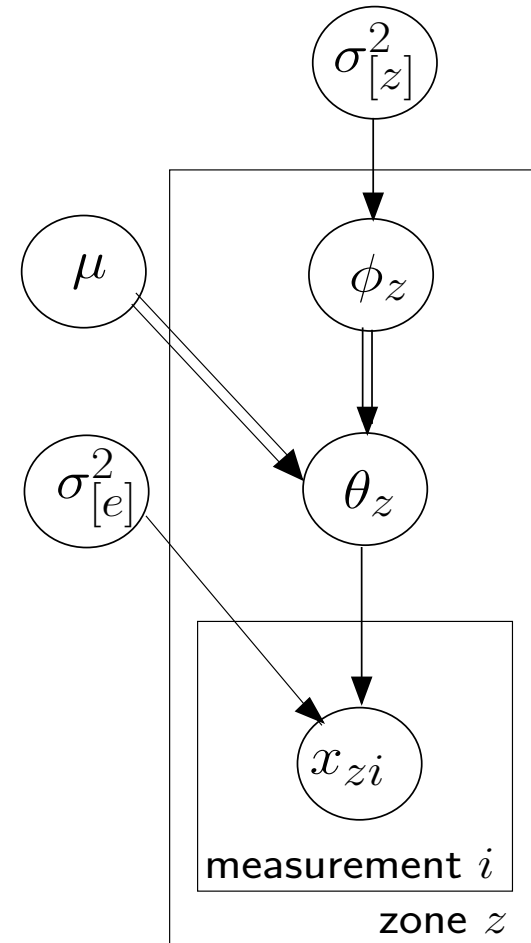 σ²[z]
μ
ϕz
σ²[e]
θz
xzi
measurement i
zone z